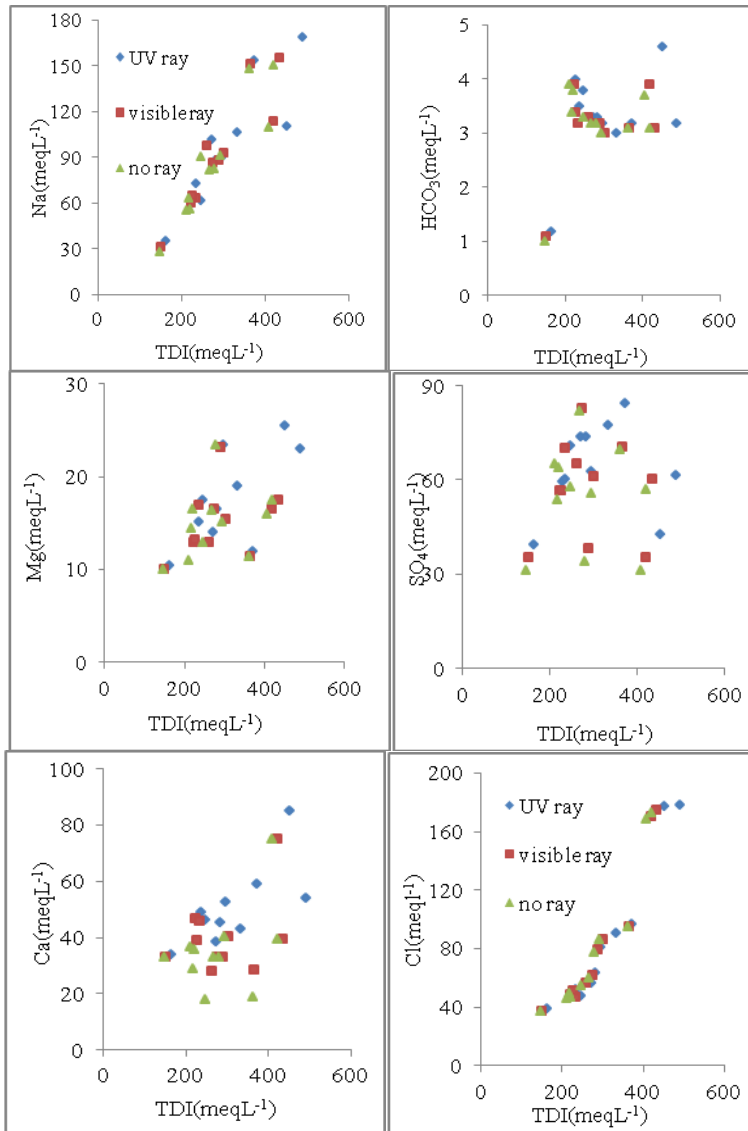 Na(meqL⁻¹)
180
150
120
90
60
30
0
UV ray
visible ray
no ray
0 200 400 600
TDI(meqL⁻¹)
HCO₃(meqL⁻¹)
5
4
3
2
1
0
0 200 400 600
TDI(meqL⁻¹)
Mg(meqL⁻¹)
30
20
10
0
0 200 400 600
TDI(meqL⁻¹)
SO₄(meqL⁻¹)
90
60
30
0
0 200 400 600
TDI(meqL⁻¹)
Ca(meqL⁻¹)
100
80
60
40
20
0
0 200 400 600
TDI(meqL⁻¹)
Cl(meql⁻¹)
200
160
120
80
40
0
UV ray
visible ray
no ray
0 200 400 600
TDI(meqL⁻¹)